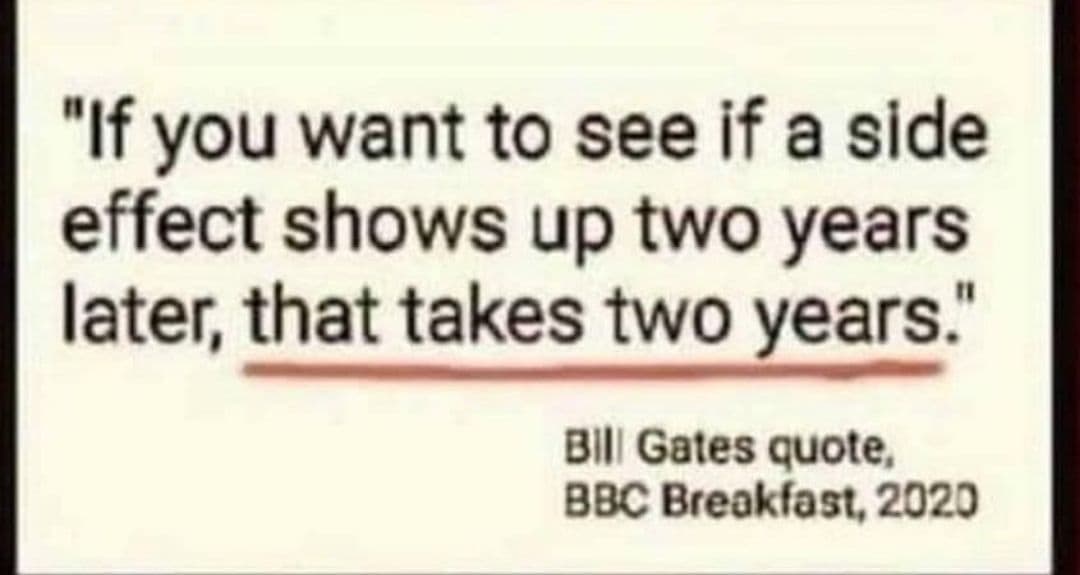 "If you want to see if a side
effect shows up two years
later, that takes two years."
Bill Gates quote,
BBC Breakfast, 2020